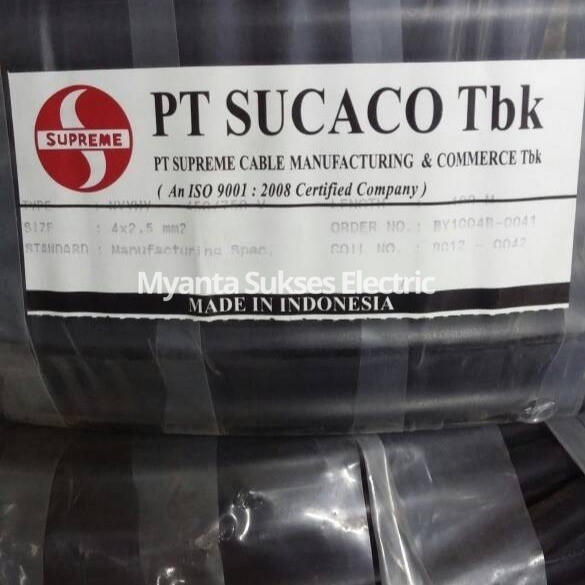 SUPREME
PT SUCACO Tbk
PT SUPREME CABLE MANUFACTURING & COMMERCE Tbk
( An ISO 9001 : 2008 Certified Company )
TYPE : NYYHY 450/750 V LENGTH : 100 M
SIZE : 4x2,5 mm2 ORDER NO. : BY1004B-0041
STANDARD : Manufacturing Spec. COIL NO. : - 0042
Myanta Sukses Electric
MADE IN INDONESIA